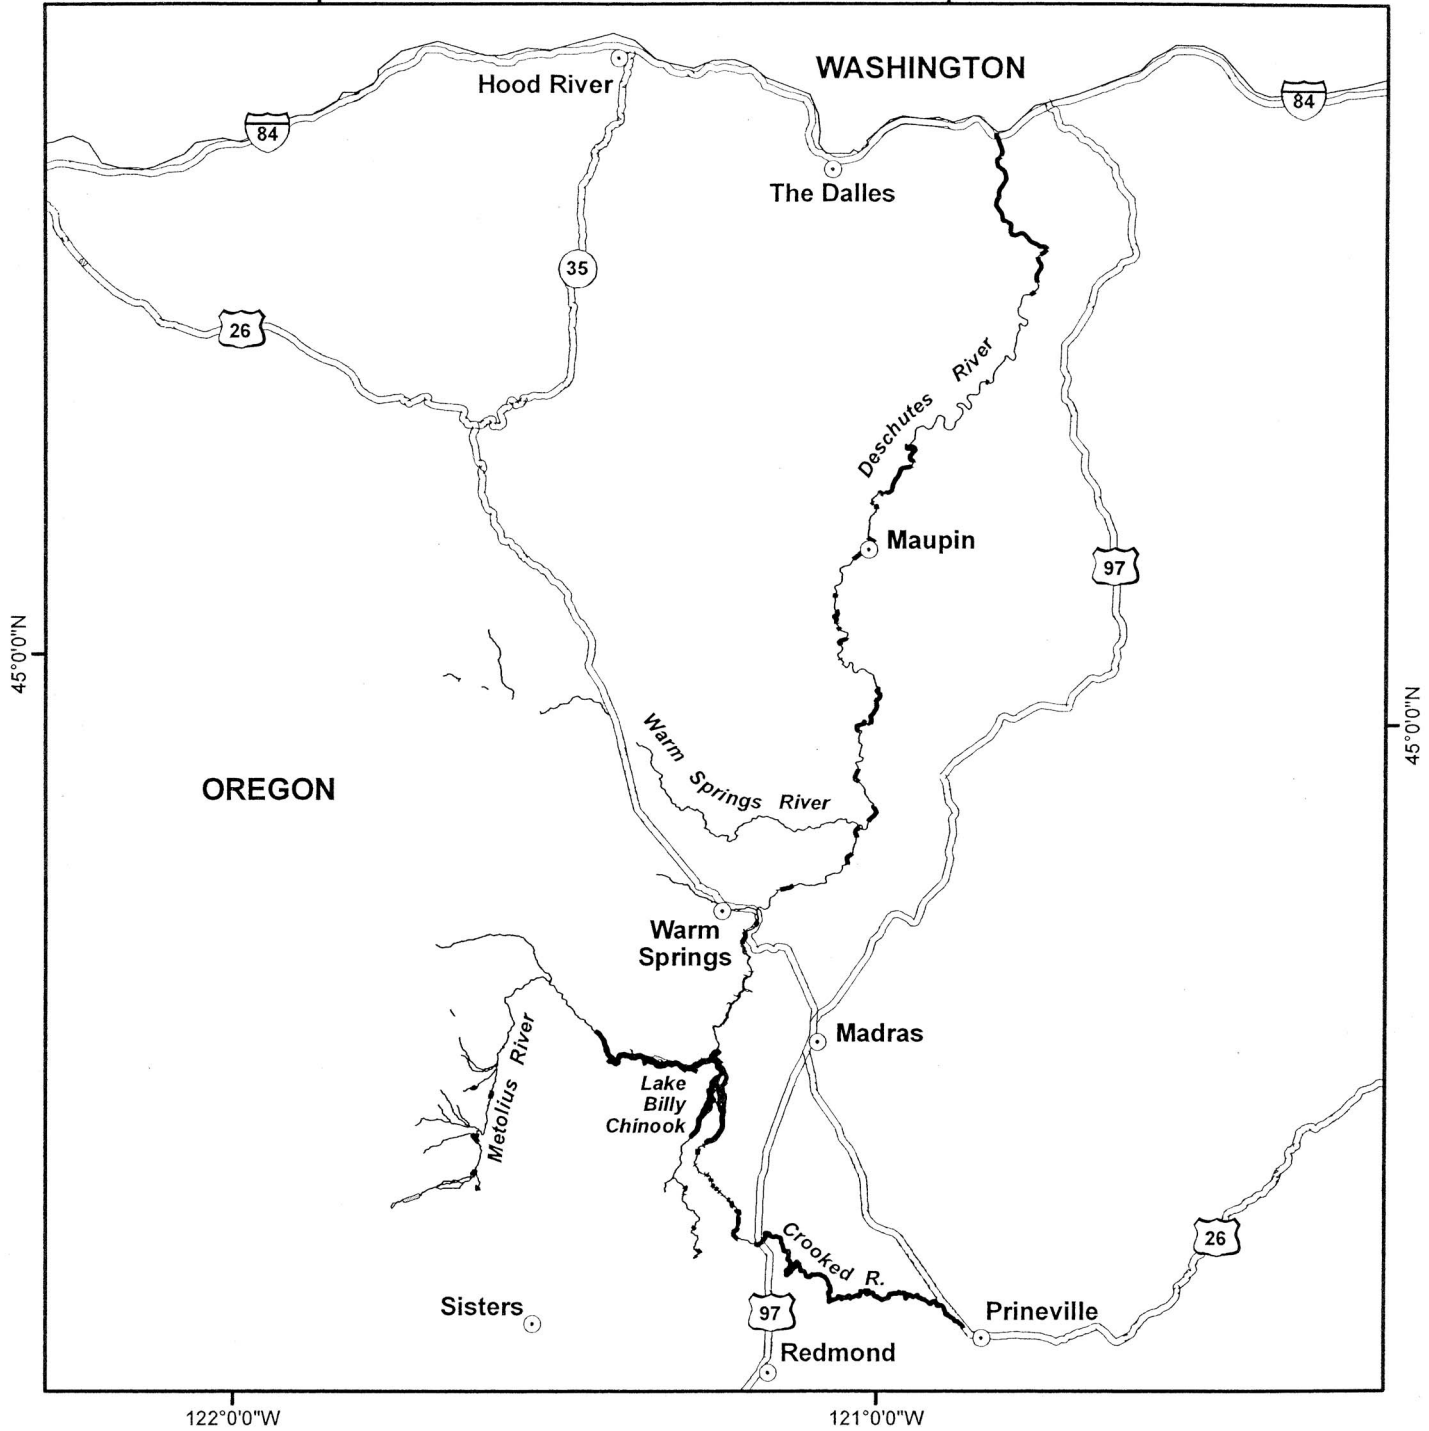 WASHINGTON
Hood River
84
84
The Dalles
35
26
Deschutes River
Maupin
97
45°0'0"N
45°0'0"N
Warm Springs River
OREGON
Warm
Springs
Madras
Metolius River
Lake
Billy
Chinook
Crooked R.
26
Sisters
97
Prineville
Redmond
122°0'0"W
121°0'0"W